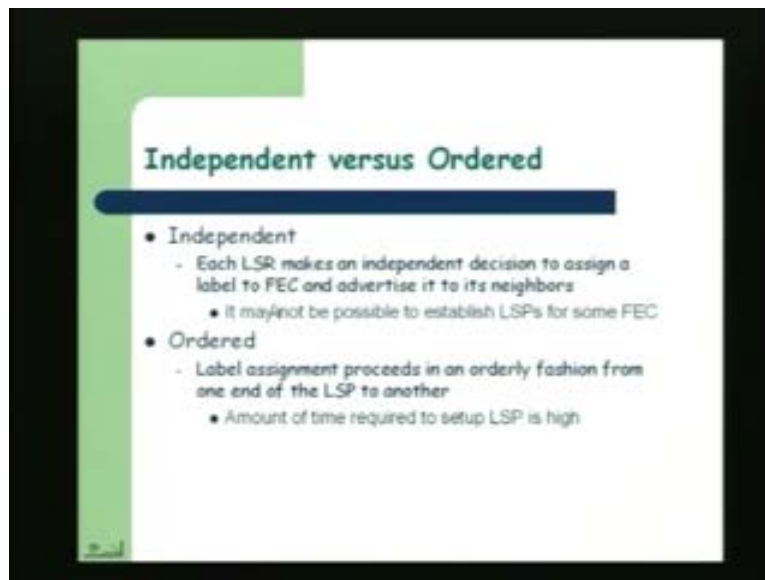 Independent versus Ordered
• Independent
- Each LSR makes an independent decision to assign a
label to FEC and advertise it to its neighbors
• It may not be possible to establish LSPs for some FEC
• Ordered
- Label assignment proceeds in an orderly fashion from
one end of the LSP to another
• Amount of time required to setup LSP is high